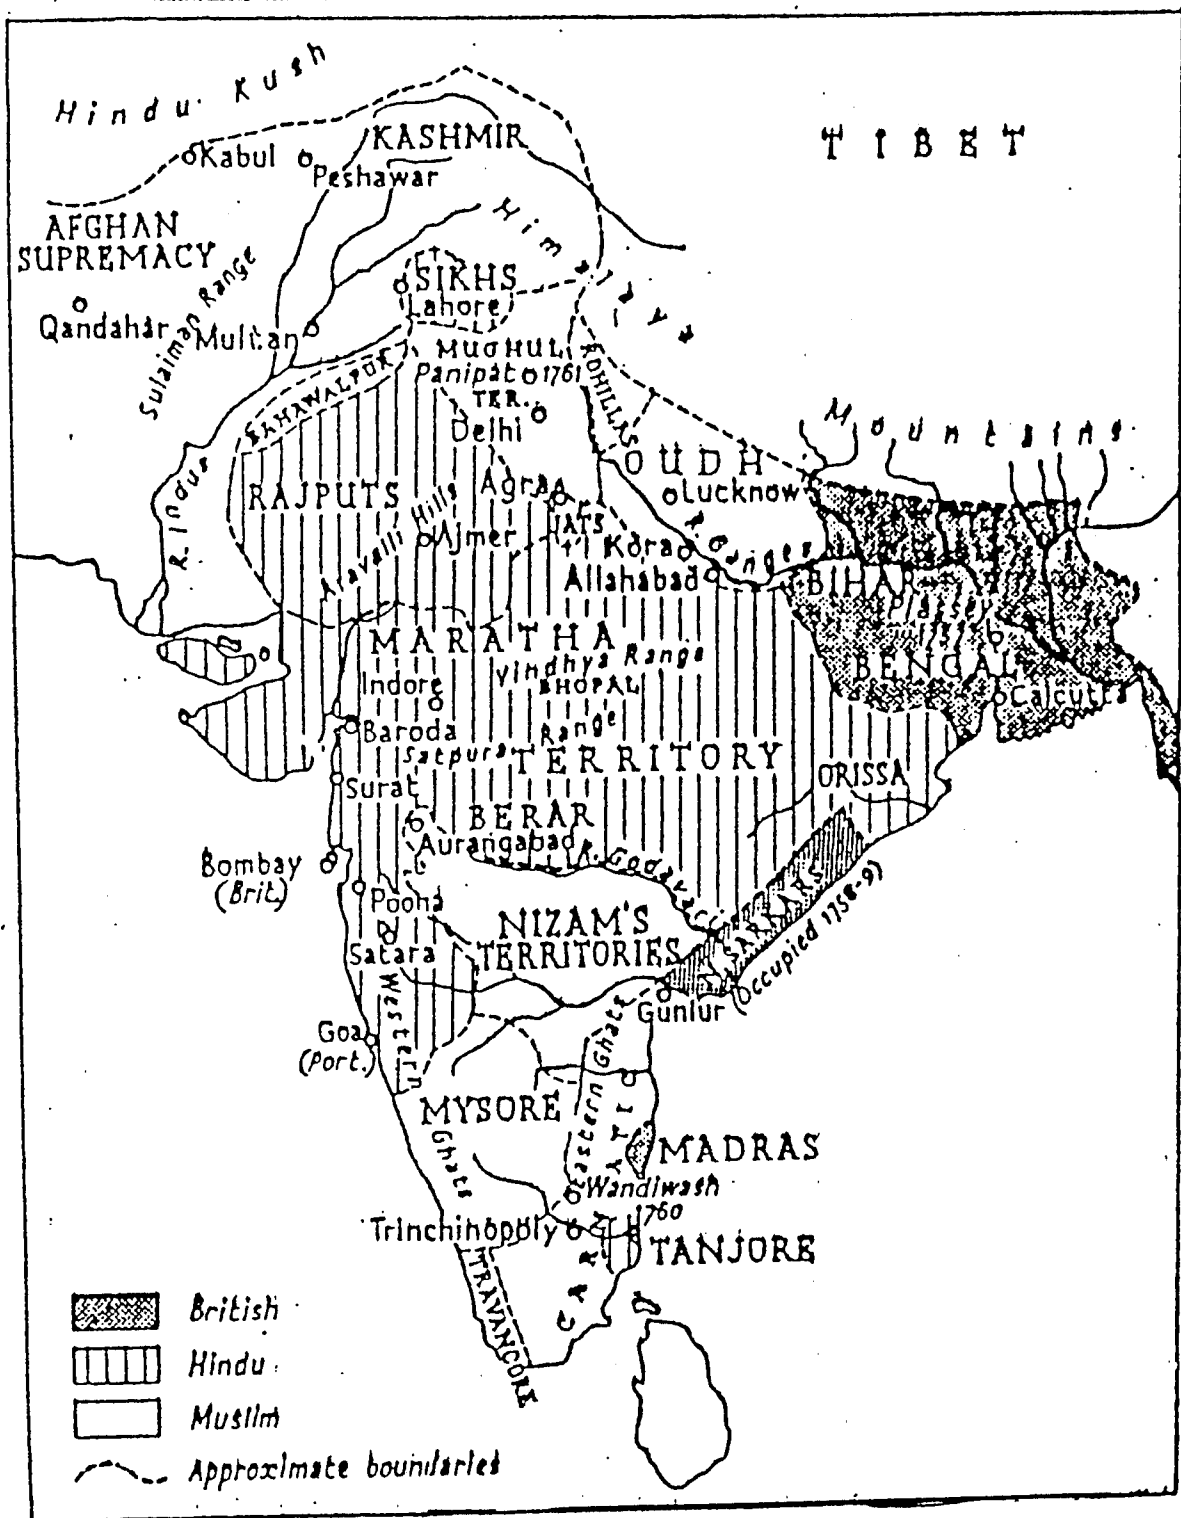 Hindu Kush
TIBET
KASHMIR
Kabul
Peshawar
AFGHAN
SUPREMACY
Himalaya
Sulaiman Range
SIKHS
Lahore
Qandahar
Multan
MUGHUL
Panipat 1761
TER.
ROHILLAS
BAHAWALPUR
Delhi
Mountains
OUDH
Lucknow
RAJPUTS
Agra
JATS
R. Indus
Aravalli Hills
Ajmer
Kora
R. Ganges
Allahabad
BIHAR
Plassey
MARATHA
Vindhya Range
BENGAL
Indore
BHOPAL
Calcutta
Baroda
Satpura Range
TERRITORY
ORISSA
Surat
BERAR
Aurangabad
R. Godavari
Bombay
(Brit.)
Poona
NIZAM'S
TERRITORIES
SARKARS
(Occupied 1758-9)
Satara
Western
Guntur
Goa
(Port.)
Eastern Ghats
MYSORE
CARNATIC
Ghats
MADRAS
Wandiwash
1760
Trinchinopoly
TANJORE
TRAVANCORE
British
Hindu
Muslim
Approximate boundaries